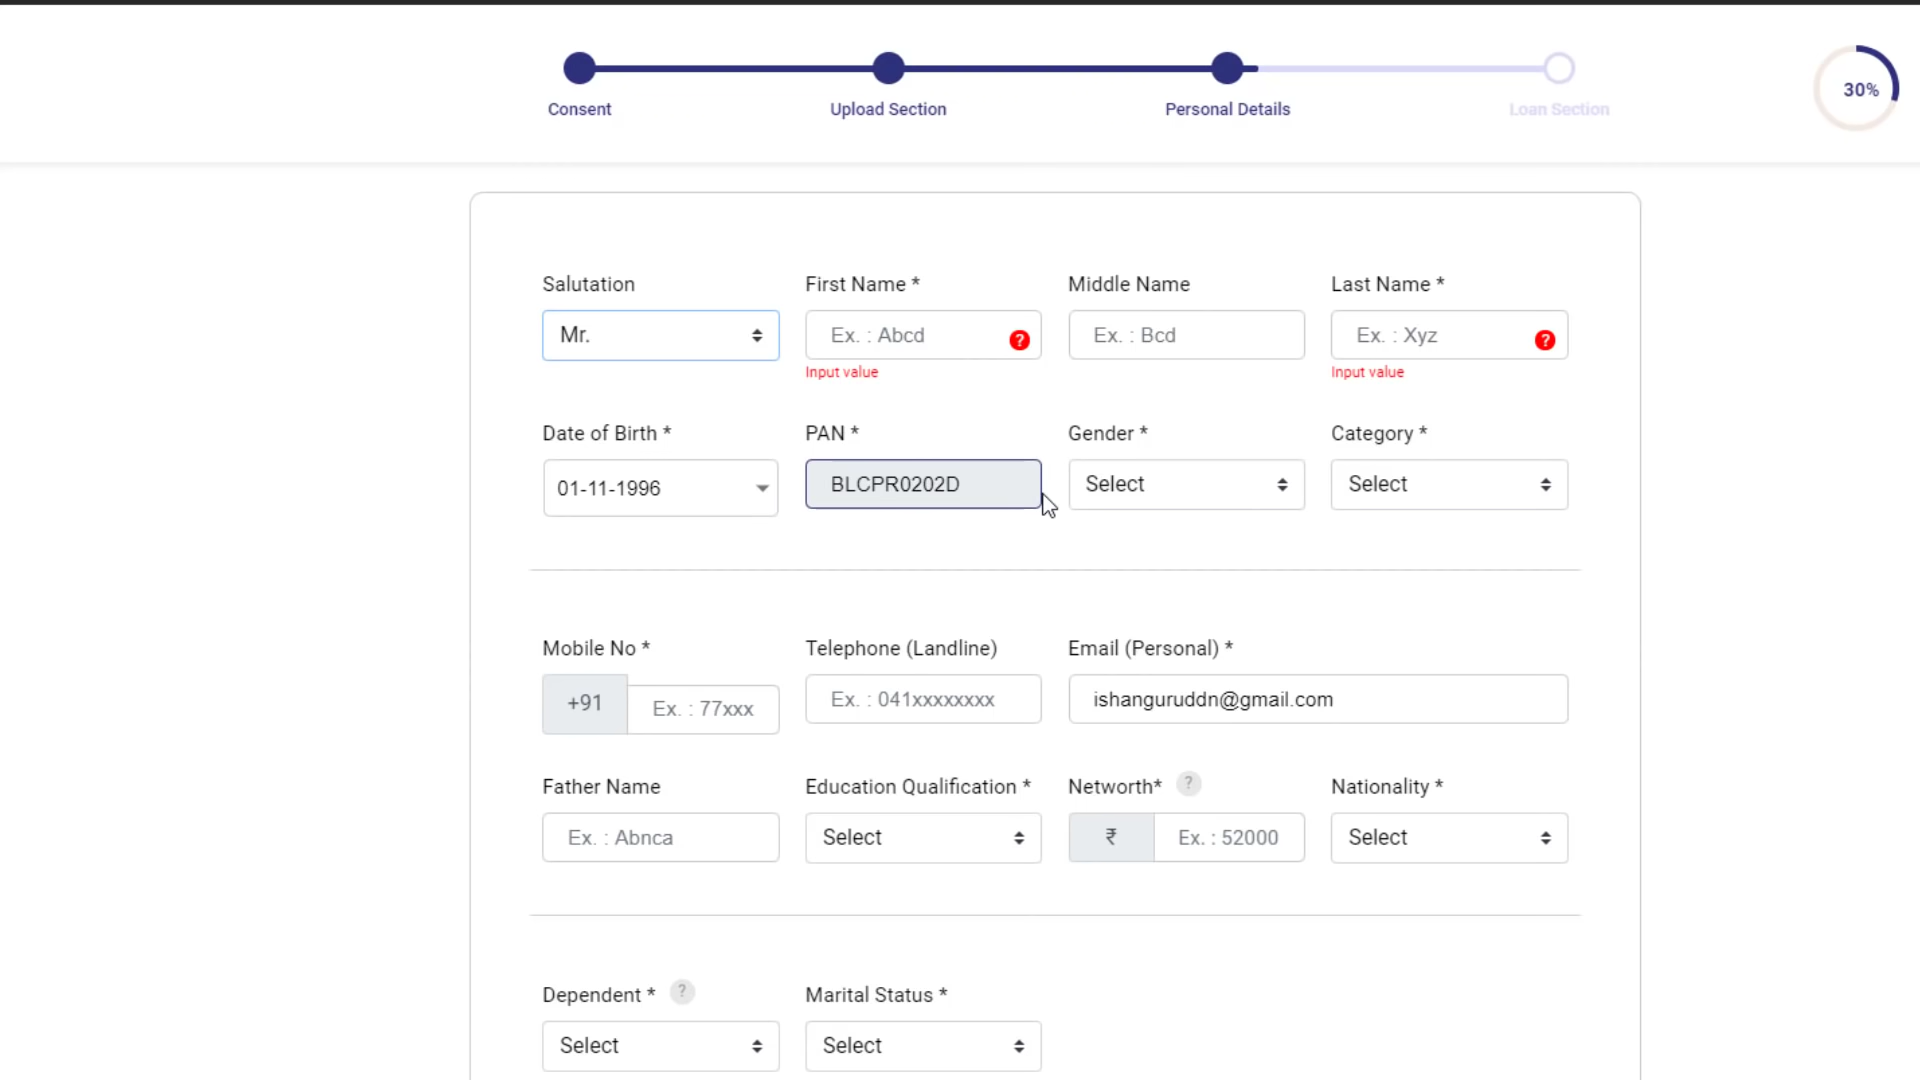 Consent
Upload Section
Personal Details
Loan Section
30%
Salutation
First Name *
Middle Name
Last Name *
Mr.
Ex. : Abcd
?
Ex. : Bcd
Ex. : Xyz
?
Input value
Input value
Date of Birth *
PAN *
Gender *
Category *
01-11-1996
BLCPR0202D
Select
Select
Mobile No *
Telephone (Landline)
Email (Personal) *
+91
Ex. : 77xxx
Ex. : 041xxxxxxxx
ishanguruddn@gmail.com
Father Name
Education Qualification *
Networth* ?
Nationality *
Ex. : Abnca
Select
₹
Ex. : 52000
Select
Dependent * ?
Marital Status *
Select
Select